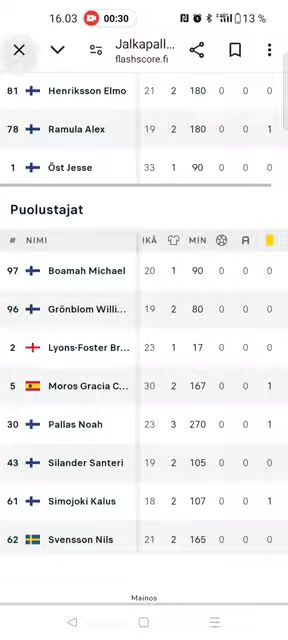 16.03 00:30 13 %
Jalkapall...
flashscore.fi
81 Henriksson Elmo 21 2 180 0 0 0
78 Ramula Alex 19 2 180 0 0 1
1 Öst Jesse 33 1 90 0 0 0
Puolustajat
# NIMI IKÄ MIN A
97 Boamah Michael 20 1 90 0 0 0
96 Grönblom Willi... 19 2 80 0 0 0
2 Lyons-Foster Br... 23 1 17 0 0 0
5 Moros Gracia C... 30 2 167 0 0 1
30 Pallas Noah 23 3 270 0 0 1
43 Silander Santeri 19 2 105 0 0 0
61 Simojoki Kalus 18 2 107 0 0 1
62 Svensson Nils 21 2 165 0 0 0
Mainos